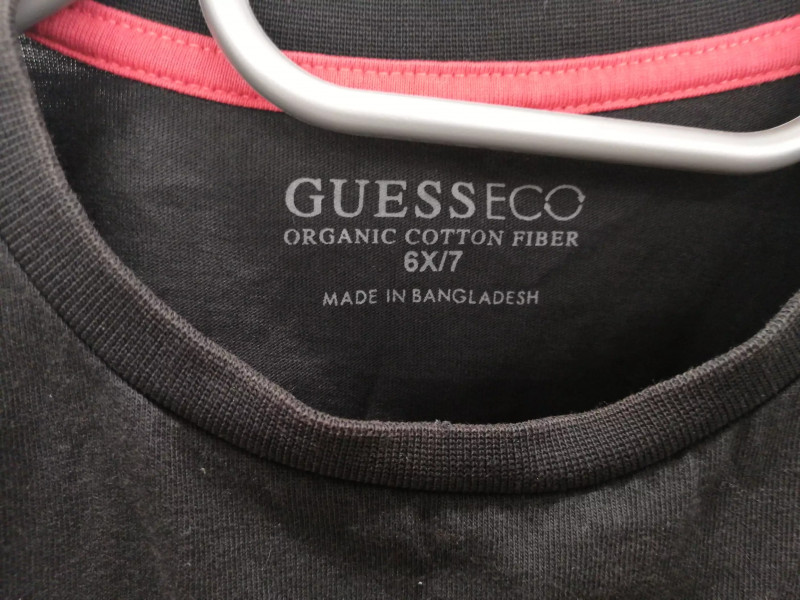 GUESSECO
ORGANIC COTTON FIBER
6X/7
MADE IN BANGLADESH